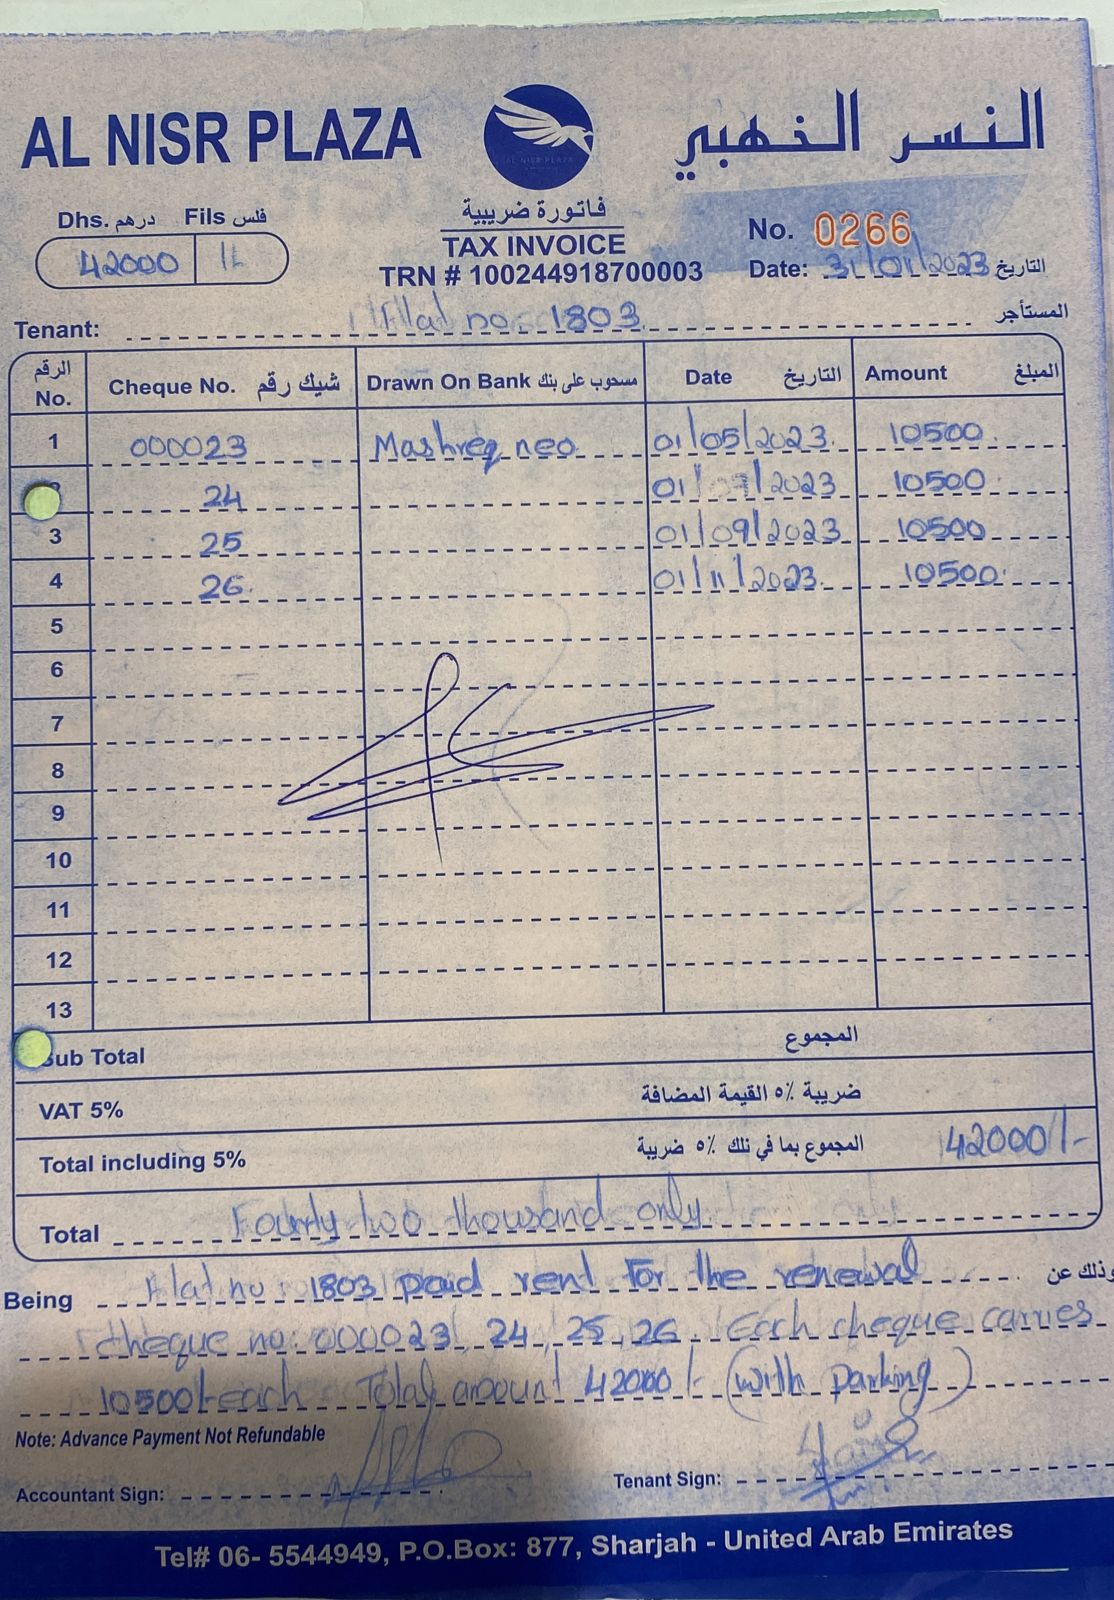 AL NISR PLAZA
النسر الذهبي
AL NISR PLAZA
Dhs. درهم Fils فلس
42000
فاتورة ضريبية
TAX INVOICE
TRN # 100244918700003
No. 0266
Date: 31/01/2023 التاريخ
Tenant: Flat no. 1803 المستأجر
الرقم No. Cheque No. شيك رقم Drawn On Bank مسحوب على بنك Date التاريخ Amount المبلغ
1 000023 Mashreq neo 01/05/2023 10500
24 01/07/2023 10500
3 25 01/09/2023 10500
4 26 01/11/2023 10500
5
6
7
8
9
10
11
12
13
Sub Total المجموع
VAT 5% ضريبة ٥٪ القيمة المضافة
Total including 5% المجموع بما في تلك ٥٪ ضريبة 42000/-
Total Fourty two thousand only
Being Flat no 1803 paid rent for the renewal وذلك عن
cheque no: 000023, 24, 25, 26. Each cheque carries
10500/- each Total amount 42000/- (with parking)
Note: Advance Payment Not Refundable
Accountant Sign:
Tenant Sign:
Tel# 06- 5544949, P.O.Box: 877, Sharjah - United Arab Emirates